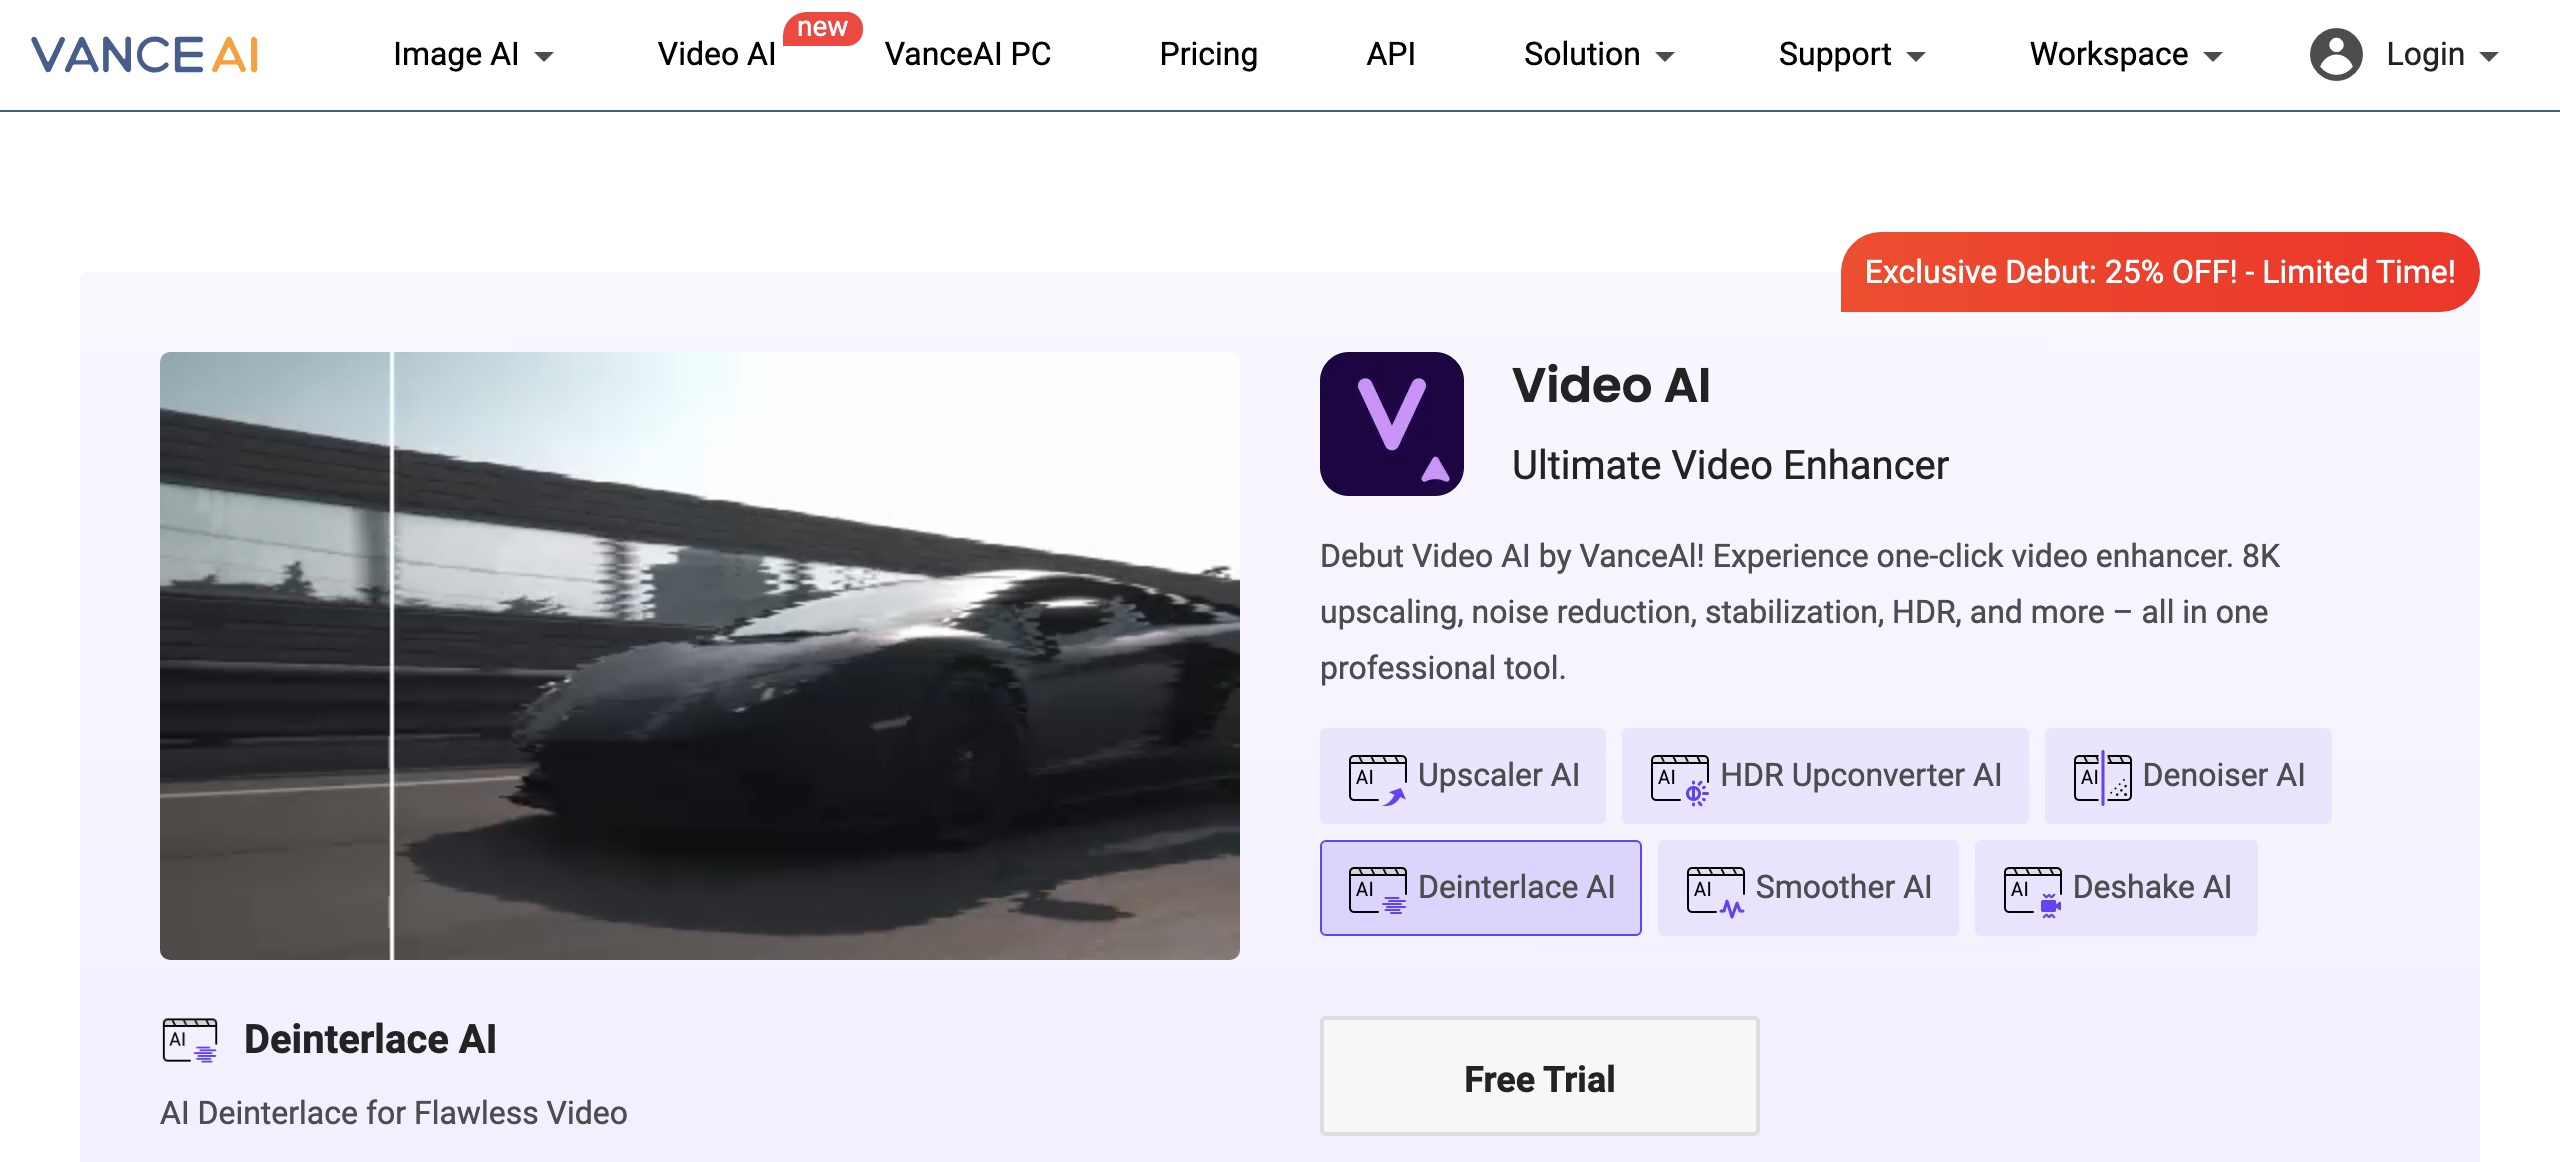 VANCE AI
Image AI
Video AI
new
VanceAI PC
Pricing
API
Solution
Support
Workspace
Login
Exclusive Debut: 25% OFF! - Limited Time!
V
Video AI
Ultimate Video Enhancer
Debut Video AI by VanceAI! Experience one-click video enhancer. 8K
upscaling, noise reduction, stabilization, HDR, and more – all in one
professional tool.
AI Upscaler AI
AI HDR Upconverter AI
AI Denoiser AI
AI Deinterlace AI
AI Smoother AI
AI Deshake AI
AI Deinterlace AI
AI Deinterlace for Flawless Video
Free Trial